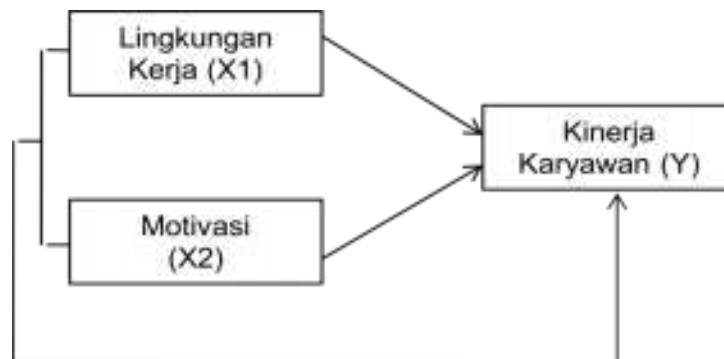 Lingkungan
Kerja (X1)
Kinerja
Karyawan (Y)
Motivasi
(X2)